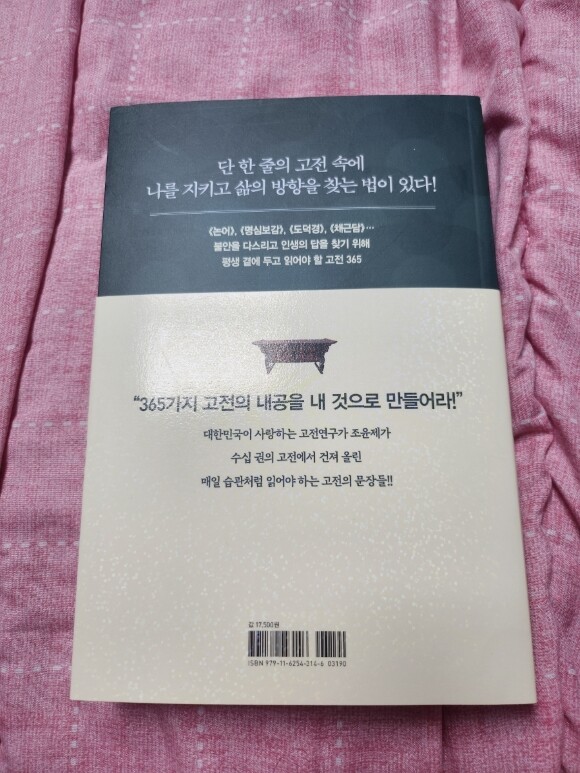 단 한 줄의 고전 속에
나를 지키고 삶의 방향을 찾는 법이 있다!
《논어》, 《명심보감》, 《도덕경》, 《채근담》…
불안을 다스리고 인생의 답을 찾기 위해
평생 곁에 두고 읽어야 할 고전 365
“365가지 고전의 내공을 내 것으로 만들어라!”
대한민국이 사랑하는 고전연구가 조윤제가
수십 권의 고전에서 건져 올린
매일 습관처럼 읽어야 하는 고전의 문장들!!
값 17,500원
ISBN 979-11-6254-214-6 03190